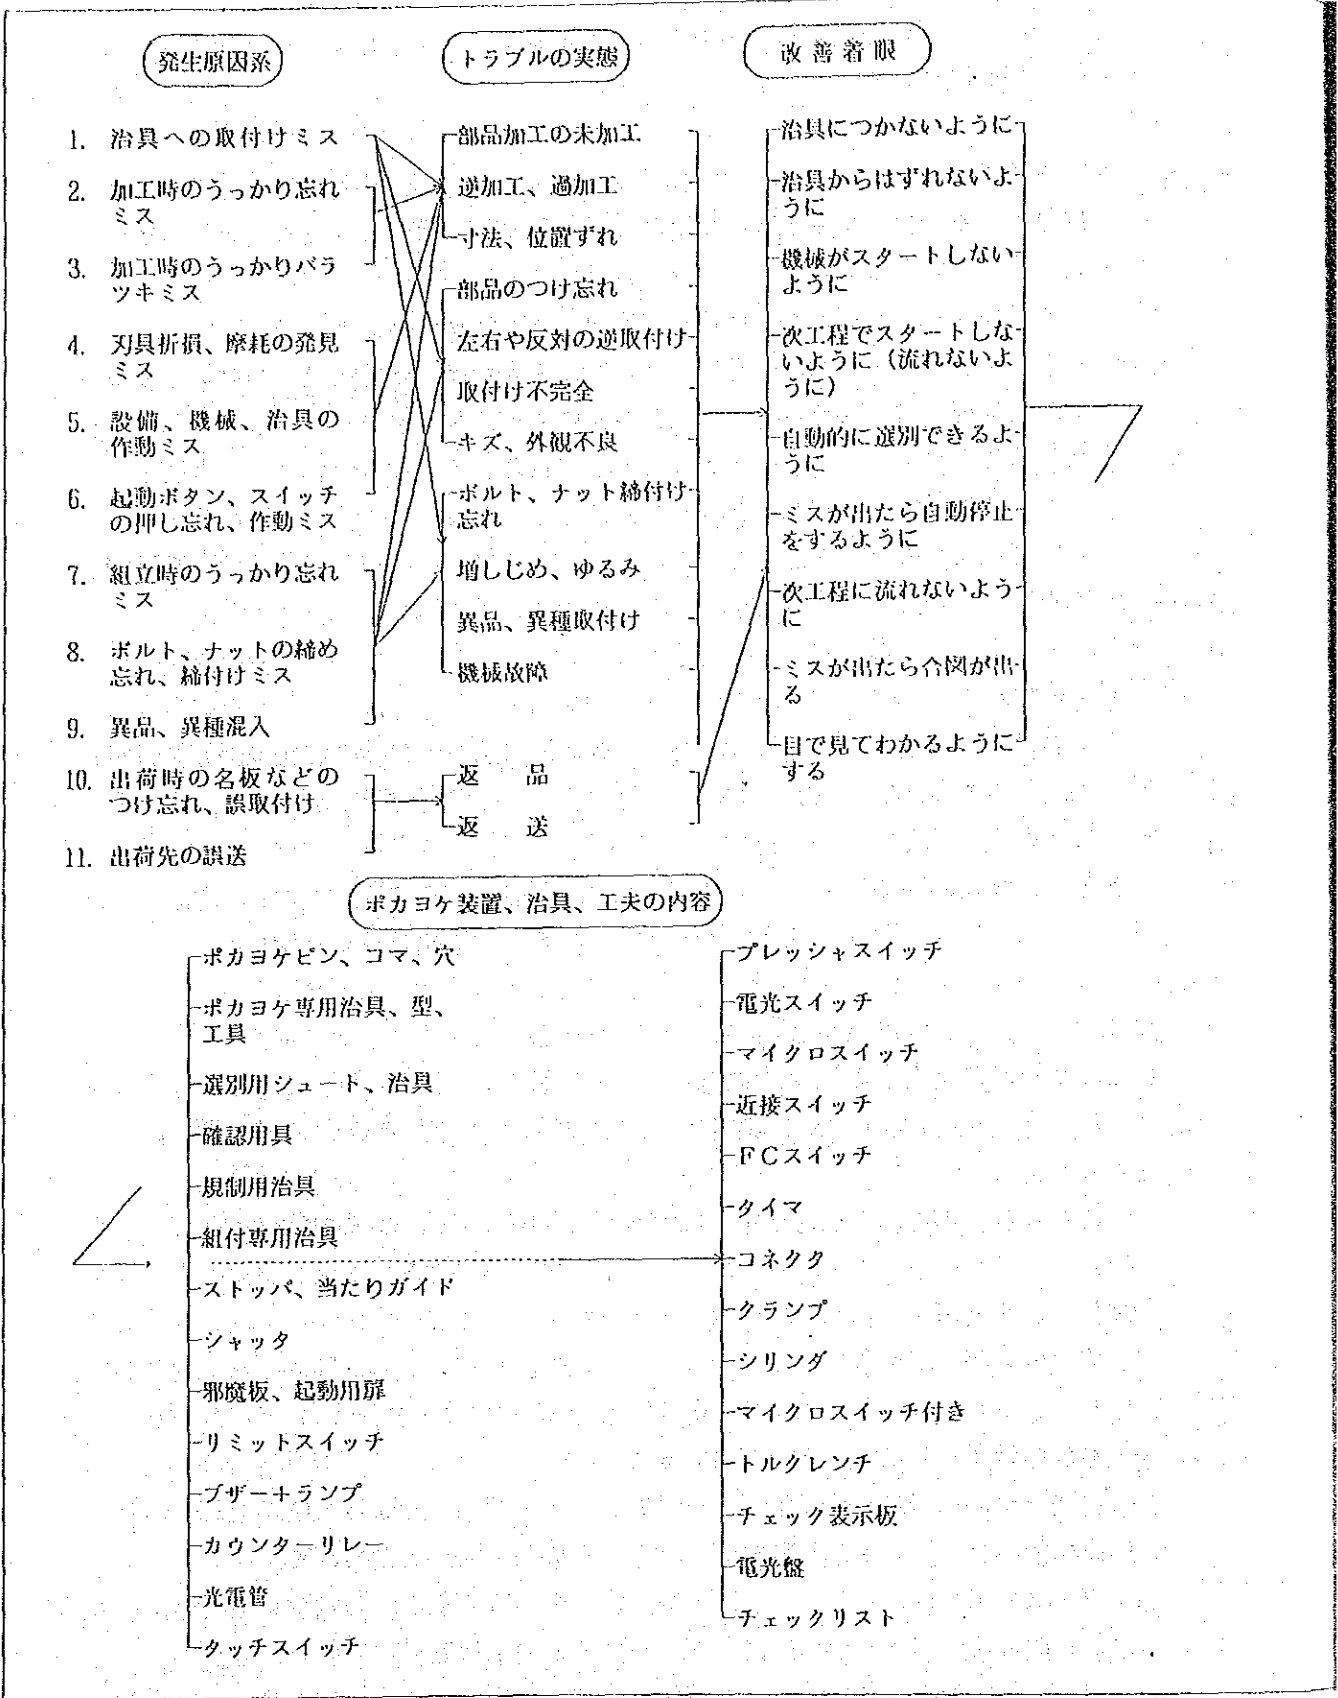 発生原因系
1. 治具への取付けミス
2. 加工時のうっかり忘れ
ミス
3. 加工時のうっかりバラ
ツキミス
4. 刃具折損、摩耗の発見
ミス
5. 設備、機械、治具の
作動ミス
6. 起動ボタン、スイッチ
の押し忘れ、作動ミス
7. 組立時のうっかり忘れ
ミス
8. ボルト、ナットの締め
忘れ、締付けミス
9. 異品、異種混入
10. 出荷時の名板などの
つけ忘れ、誤取付け
11. 出荷先の誤送
トラブルの実態
部品加工の未加工
逆加工、過加工
寸法、位置ずれ
部品のつけ忘れ
左右や反対の逆取付け
取付け不完全
キズ、外観不良
ボルト、ナット締付け
忘れ
増しじめ、ゆるみ
異品、異種取付け
機械故障
返 品
返 送
改善着眼
治具につかないように
治具からはずれないよ
うに
機械がスタートしない
ように
次工程でスタートしな
いように（流れないよ
うに）
自動的に選別できるよ
うに
ミスが出たら自動停止
をするように
次工程に流れないよう
に
ミスが出たら合図が出
る
目で見てわかるように
する
ポカヨケ装置、治具、工夫の内容
ポカヨケピン、コマ、穴
ポカヨケ専用治具、型、
工具
選別用シュート、治具
確認用具
規制用治具
組付専用治具
ストッパ、当たりガイド
シャッタ
邪魔板、起動用扉
リミットスイッチ
ブザー＋ランプ
カウンターリレー
光電管
タッチスイッチ
プレッシャスイッチ
電光スイッチ
マイクロスイッチ
近接スイッチ
ＦＣスイッチ
タイマ
コネクタ
クランプ
シリンダ
マイクロスイッチ付き
トルクレンチ
チェック表示板
電光盤
チェックリスト